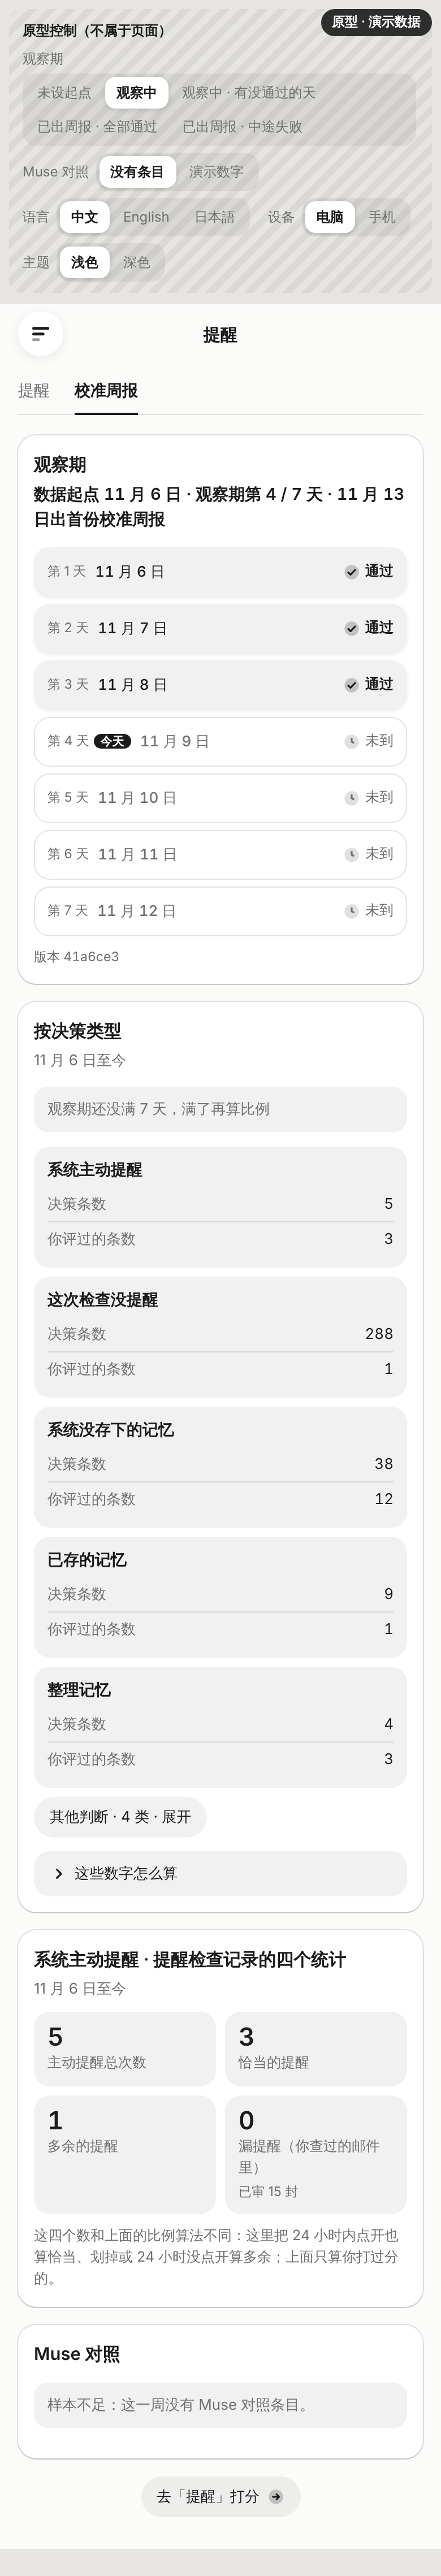 原型控制（不属于页面）
原型 · 演示数据
观察期
未设起点 观察中 观察中 · 有没通过的天
已出周报 · 全部通过 已出周报 · 中途失败
Muse 对照 没有条目 演示数字
语言 中文 English 日本語 设备 电脑 手机
主题 浅色 深色
提醒
提醒 校准周报
观察期
数据起点 11 月 6 日 · 观察期第 4 / 7 天 · 11 月 13
日出首份校准周报
第 1 天 11 月 6 日 通过
第 2 天 11 月 7 日 通过
第 3 天 11 月 8 日 通过
第 4 天 今天 11 月 9 日 未到
第 5 天 11 月 10 日 未到
第 6 天 11 月 11 日 未到
第 7 天 11 月 12 日 未到
版本 41a6ce3
按决策类型
11 月 6 日至今
观察期还没满 7 天，满了再算比例
系统主动提醒
决策条数 5
你评过的条数 3
这次检查没提醒
决策条数 288
你评过的条数 1
系统没存下的记忆
决策条数 38
你评过的条数 12
已存的记忆
决策条数 9
你评过的条数 1
整理记忆
决策条数 4
你评过的条数 3
其他判断 · 4 类 · 展开
这些数字怎么算
系统主动提醒 · 提醒检查记录的四个统计
11 月 6 日至今
5
主动提醒总次数
3
恰当的提醒
1
多余的提醒
0
漏提醒（你查过的邮件
里）
已审 15 封
这四个数和上面的比例算法不同：这里把 24 小时内点开也
算恰当、划掉或 24 小时没点开算多余；上面只算你打过分
的。
Muse 对照
样本不足：这一周没有 Muse 对照条目。
去「提醒」打分